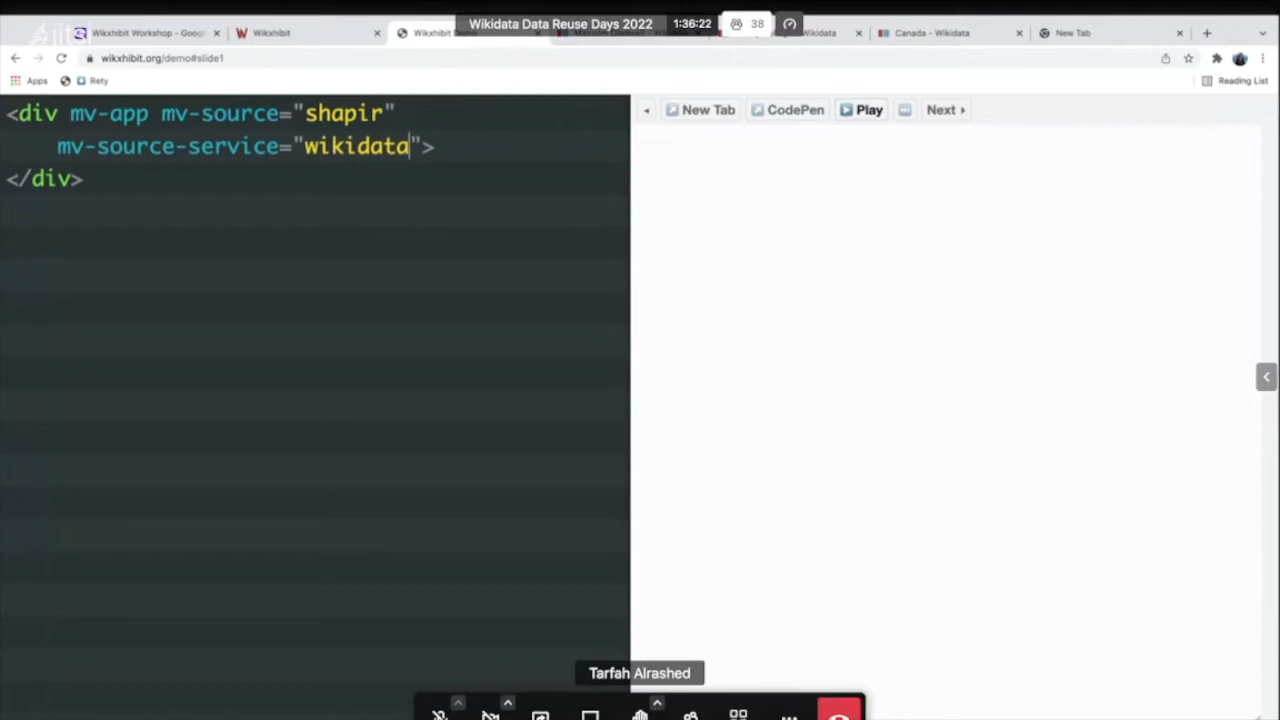 Wikidata Data Reuse Days 2022 1:36:22 38
Wikxhibit Workshop - Goog
Wikxhibit
Wikxhibit
Wikidata
Canada - Wikidata
New Tab
wikxhibit.org/demo#slide1
Apps
Rety
Reading List
<div mv-app mv-source="shapir"
mv-source-service="wikidata">
</div>
New Tab
CodePen
Play
Next
Tarfah Alrashed